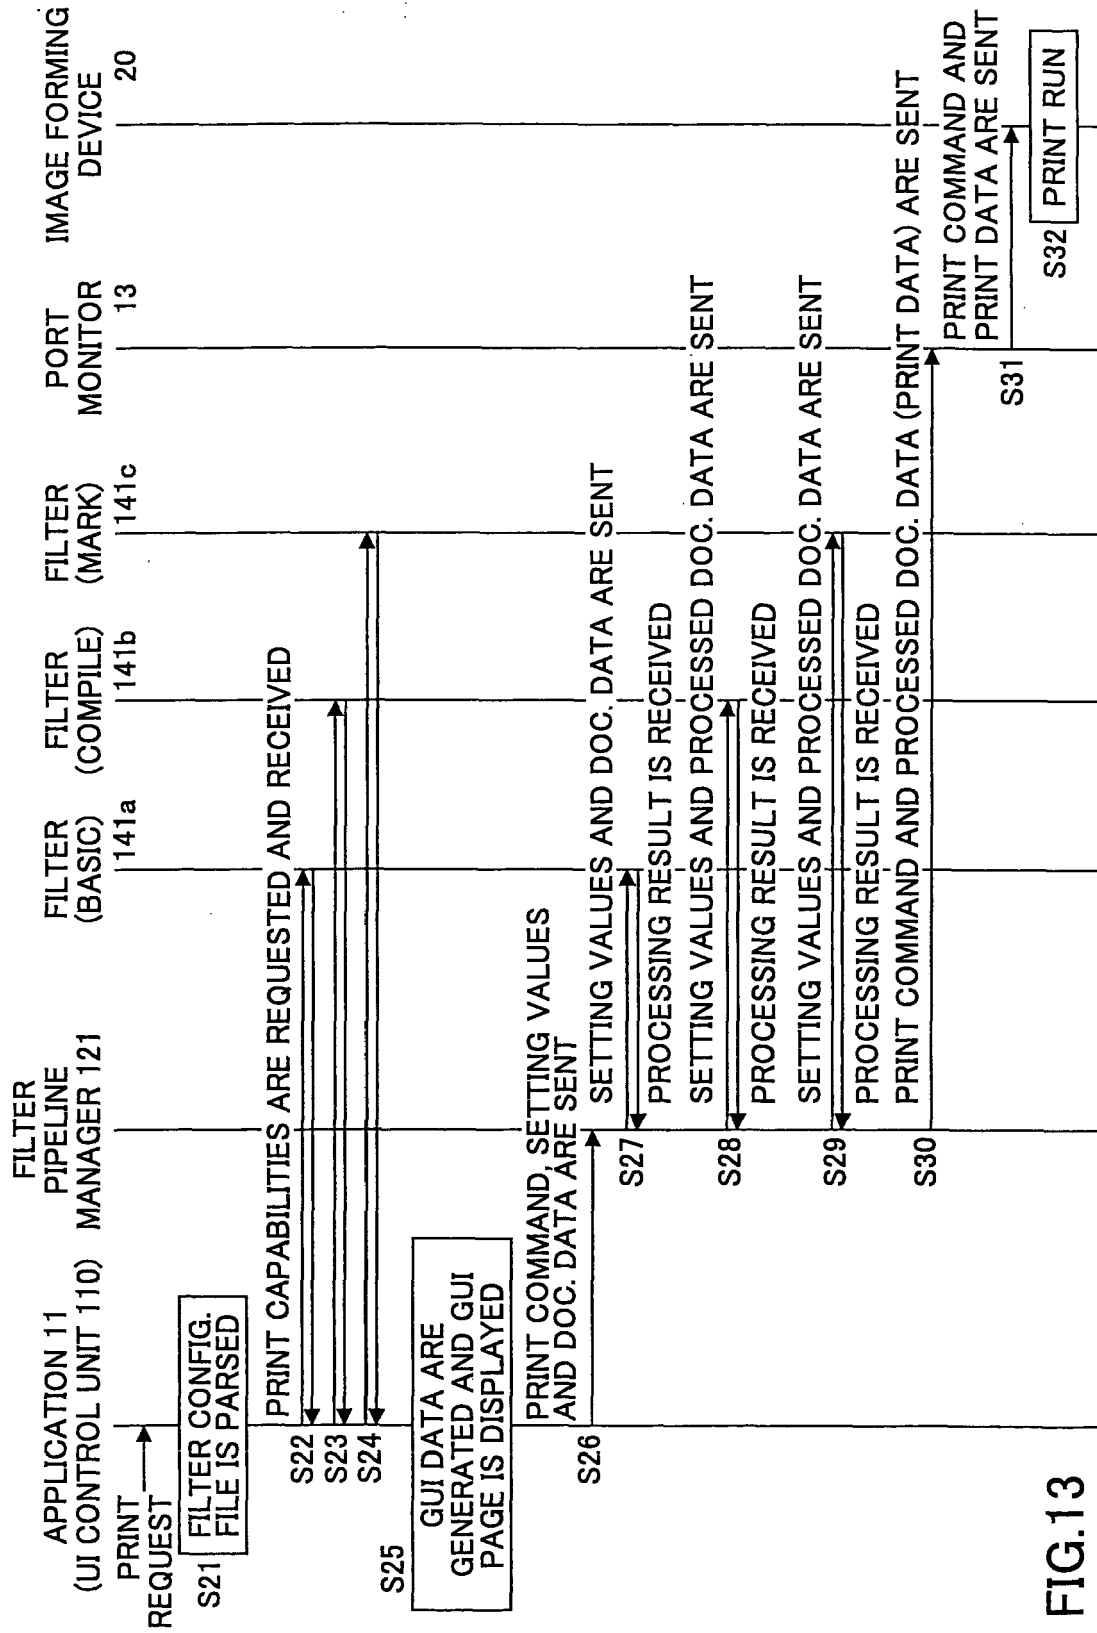 APPLICATION 11
(UI CONTROL UNIT 110)
FILTER
PIPELINE
MANAGER 121
FILTER
(BASIC)
141a
FILTER
(COMPILE)
141b
FILTER
(MARK)
141c
PORT
MONITOR
13
IMAGE FORMING
DEVICE
20
PRINT
REQUEST
S21
FILTER CONFIG.
FILE IS PARSED
PRINT CAPABILITIES ARE REQUESTED AND RECEIVED
S22
S23
S24
S25
GUI DATA ARE
GENERATED AND GUI
PAGE IS DISPLAYED
PRINT COMMAND, SETTING VALUES
AND DOC. DATA ARE SENT
S26
SETTING VALUES AND DOC. DATA ARE SENT
S27
PROCESSING RESULT IS RECEIVED
SETTING VALUES AND PROCESSED DOC. DATA ARE SENT
S28
PROCESSING RESULT IS RECEIVED
SETTING VALUES AND PROCESSED DOC. DATA ARE SENT
S29
PROCESSING RESULT IS RECEIVED
PRINT COMMAND AND PROCESSED DOC. DATA (PRINT DATA) ARE SENT
S30
PRINT COMMAND AND
PRINT DATA ARE SENT
S31
S32
PRINT RUN
FIG.13